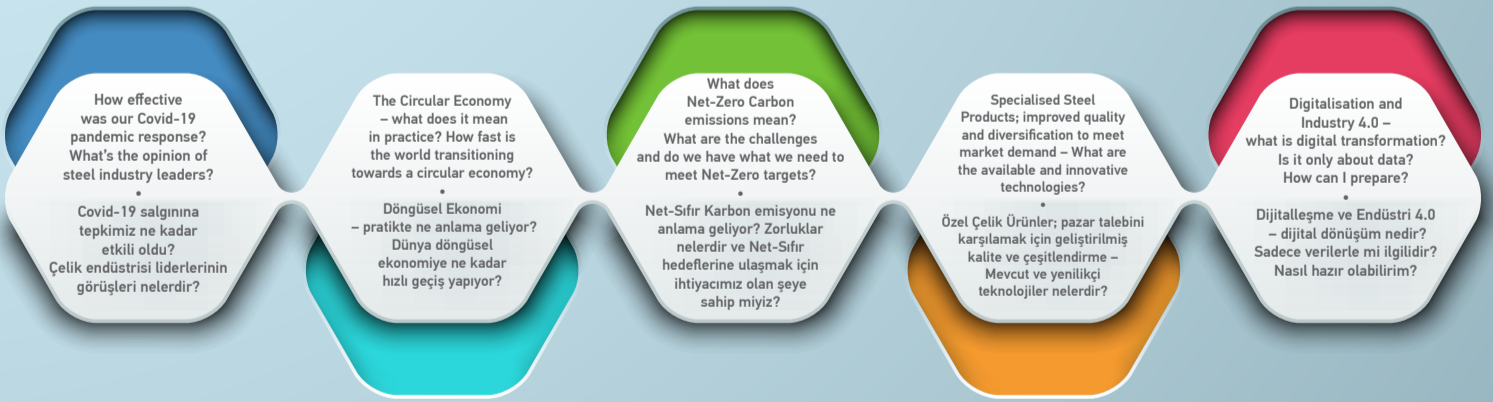 How effective
was our Covid-19
pandemic response?
What's the opinion of
steel industry leaders?
•
Covid-19 salgınına
tepkimiz ne kadar
etkili oldu?
Çelik endüstrisi liderlerinin
görüşleri nelerdir?
The Circular Economy
– what does it mean
in practice? How fast is
the world transitioning
towards a circular economy?
•
Döngüsel Ekonomi
– pratikte ne anlama geliyor?
Dünya döngüsel
ekonomiye ne kadar
hızlı geçiş yapıyor?
What does
Net-Zero Carbon
emissions mean?
What are the challenges
and do we have what we need to
meet Net-Zero targets?
•
Net-Sıfır Karbon emisyonu ne
anlama geliyor? Zorluklar
nelerdir ve Net-Sıfır
hedeflerine ulaşmak için
ihtiyacımız olan şeye
sahip miyiz?
Specialised Steel
Products; improved quality
and diversification to meet
market demand – What are
the available and innovative
technologies?
•
Özel Çelik Ürünler; pazar talebini
karşılamak için geliştirilmiş
kalite ve çeşitlendirme –
Mevcut ve yenilikçi
teknolojiler nelerdir?
Digitalisation and
Industry 4.0 –
what is digital transformation?
Is it only about data?
How can I prepare?
•
Dijitalleşme ve Endüstri 4.0
– dijital dönüşüm nedir?
Sadece verilerle mi ilgilidir?
Nasıl hazır olabilirim?